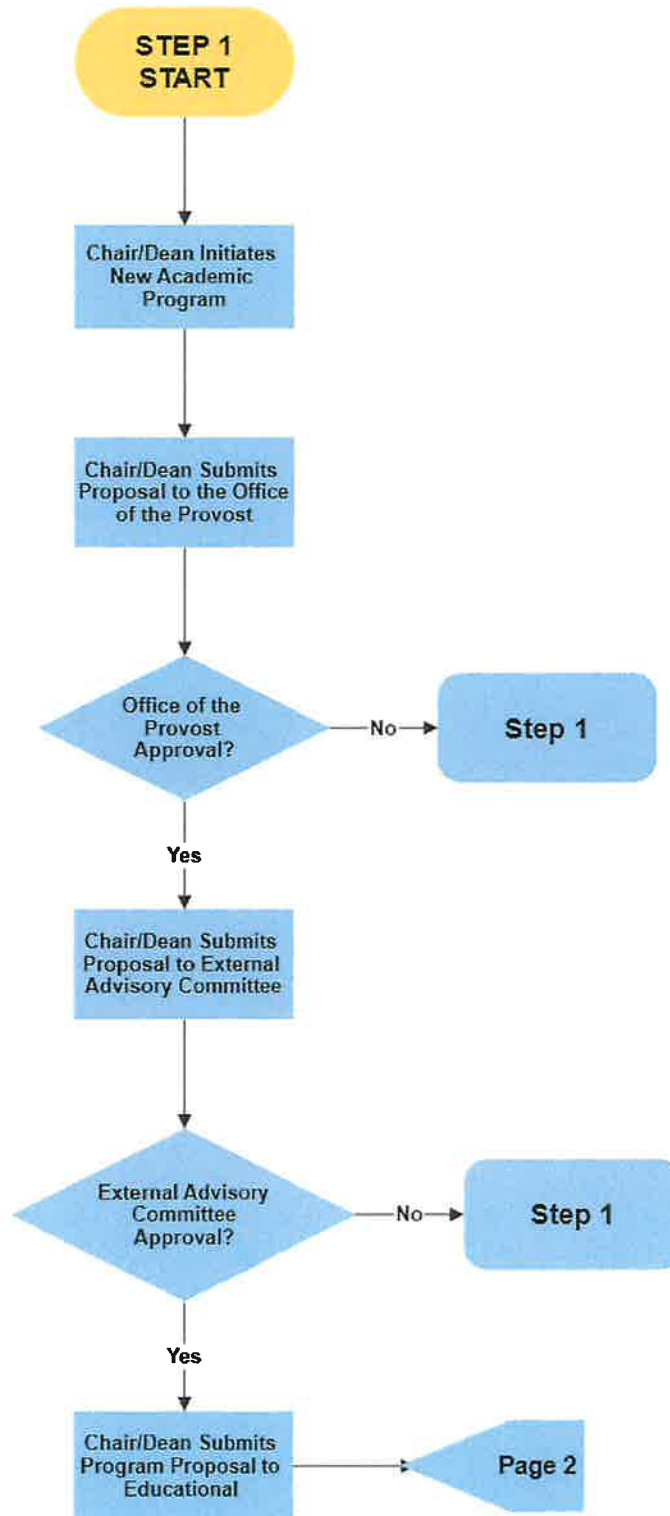 STEP 1
START
Chair/Dean Initiates
New Academic
Program
Chair/Dean Submits
Proposal to the Office
of the Provost
Office of the
Provost
Approval?
No
Step 1
Yes
Chair/Dean Submits
Proposal to External
Advisory Committee
External Advisory
Committee
Approval?
No
Step 1
Yes
Chair/Dean Submits
Program Proposal to
Educational
Page 2